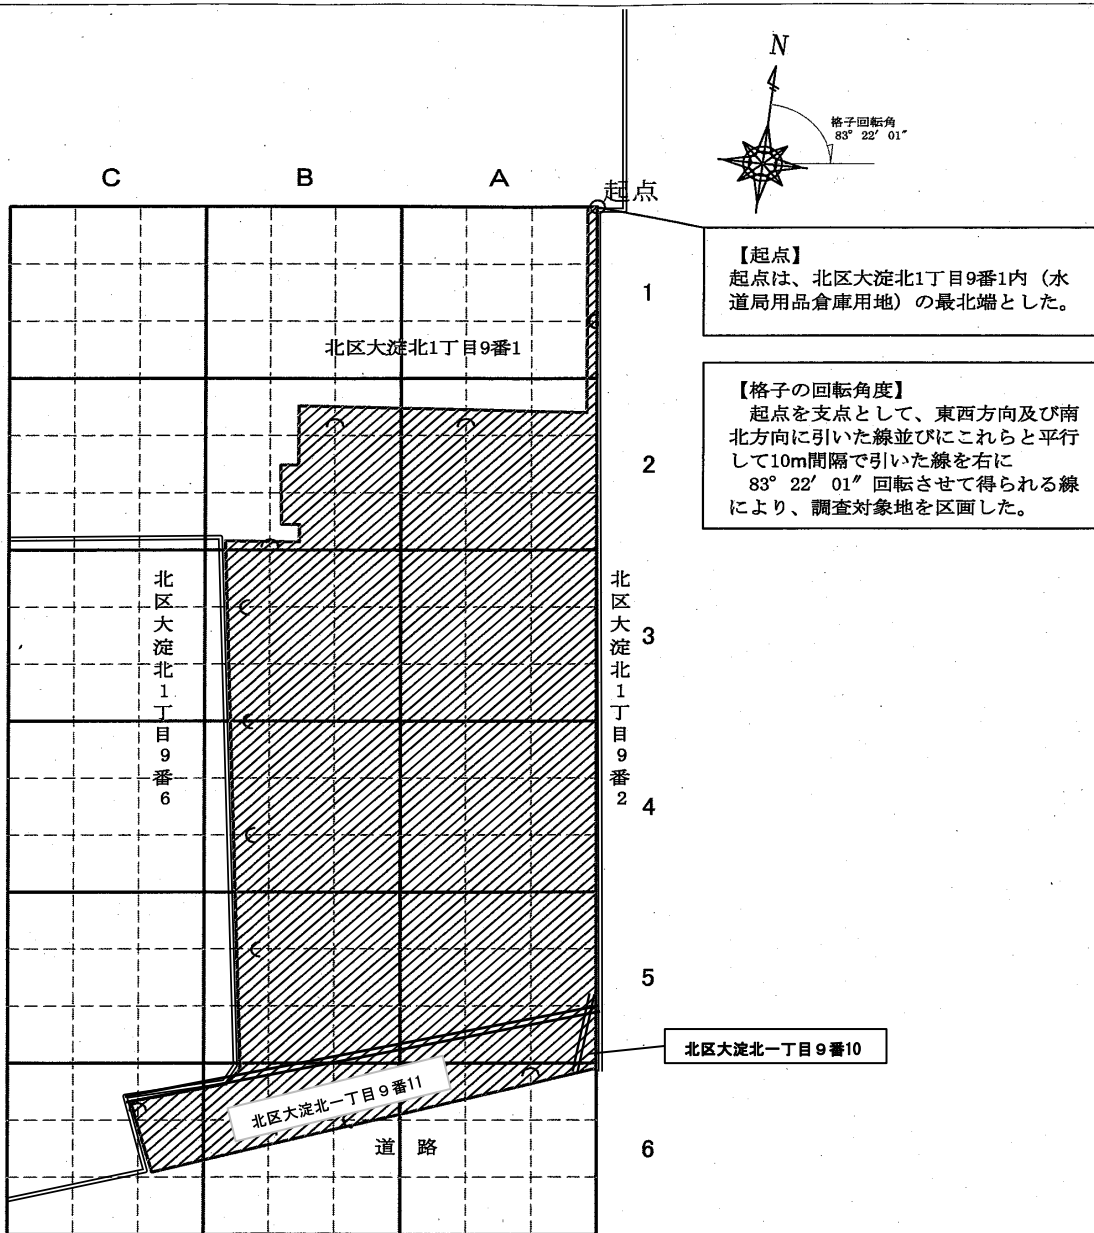 N
格子回転角
83° 22′ 01″
C
B
A
起点
【起点】
起点は、北区大淀北1丁目9番1内（水
道局用品倉庫用地）の最北端とした。
1
北区大淀北1丁目9番1
【格子の回転角度】
起点を支点として、東西方向及び南
北方向に引いた線並びにこれらと平行
して10m間隔で引いた線を右に
83° 22′ 01″ 回転させて得られる線
により、調査対象地を区画した。
2
北区大淀北1丁目9番6
北区大淀北1丁目9番2
3
4
5
北区大淀北一丁目９番10
北区大淀北一丁目９番11
道路
6